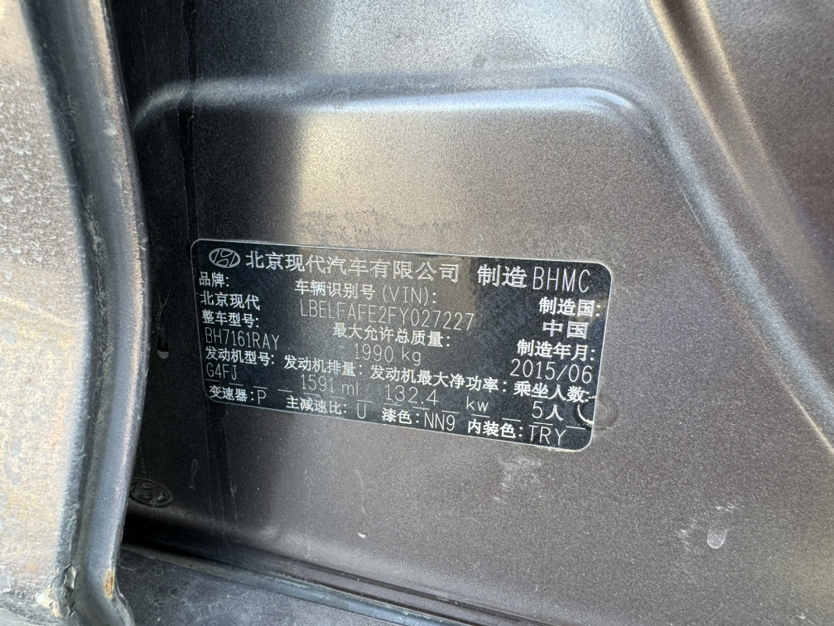 北京现代汽车有限公司 制造 BHMC
品牌: 车辆识别号 (VIN): 制造国:
北京现代 LBELFAFE2FY027227 中国
整车型号: 最大允许总质量: 制造年月:
BH7161RAY 1990 kg 2015/06
发动机型号: 发动机排量: 发动机最大净功率: 乘坐人数:
G4FJ 1591 ml 132.4 kw 5人
变速器: P 主减速比: U 漆色: NN9 内装色: TRY